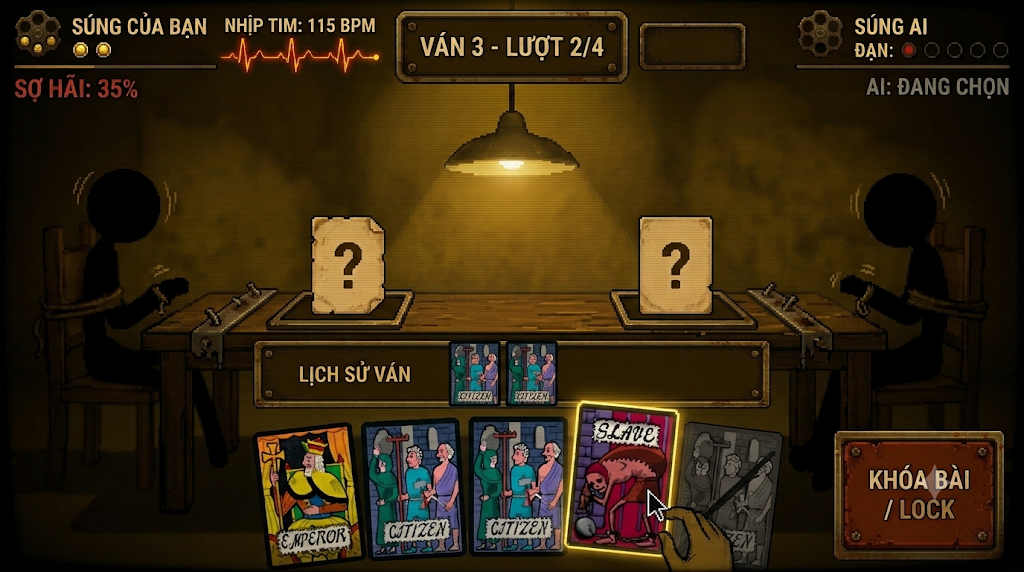 SÚNG CỦA BẠN
NHỊP TIM: 115 BPM
SỢ HÃI: 35%
VÁN 3 - LƯỢT 2/4
SÚNG AI
ĐẠN:
AI: ĐANG CHỌN
?
?
LỊCH SỬ VÁN
CITIZEN
CITIZEN
EMPEROR
CITIZEN
CITIZEN
SLAVE
KHÓA BÀI
/ LOCK